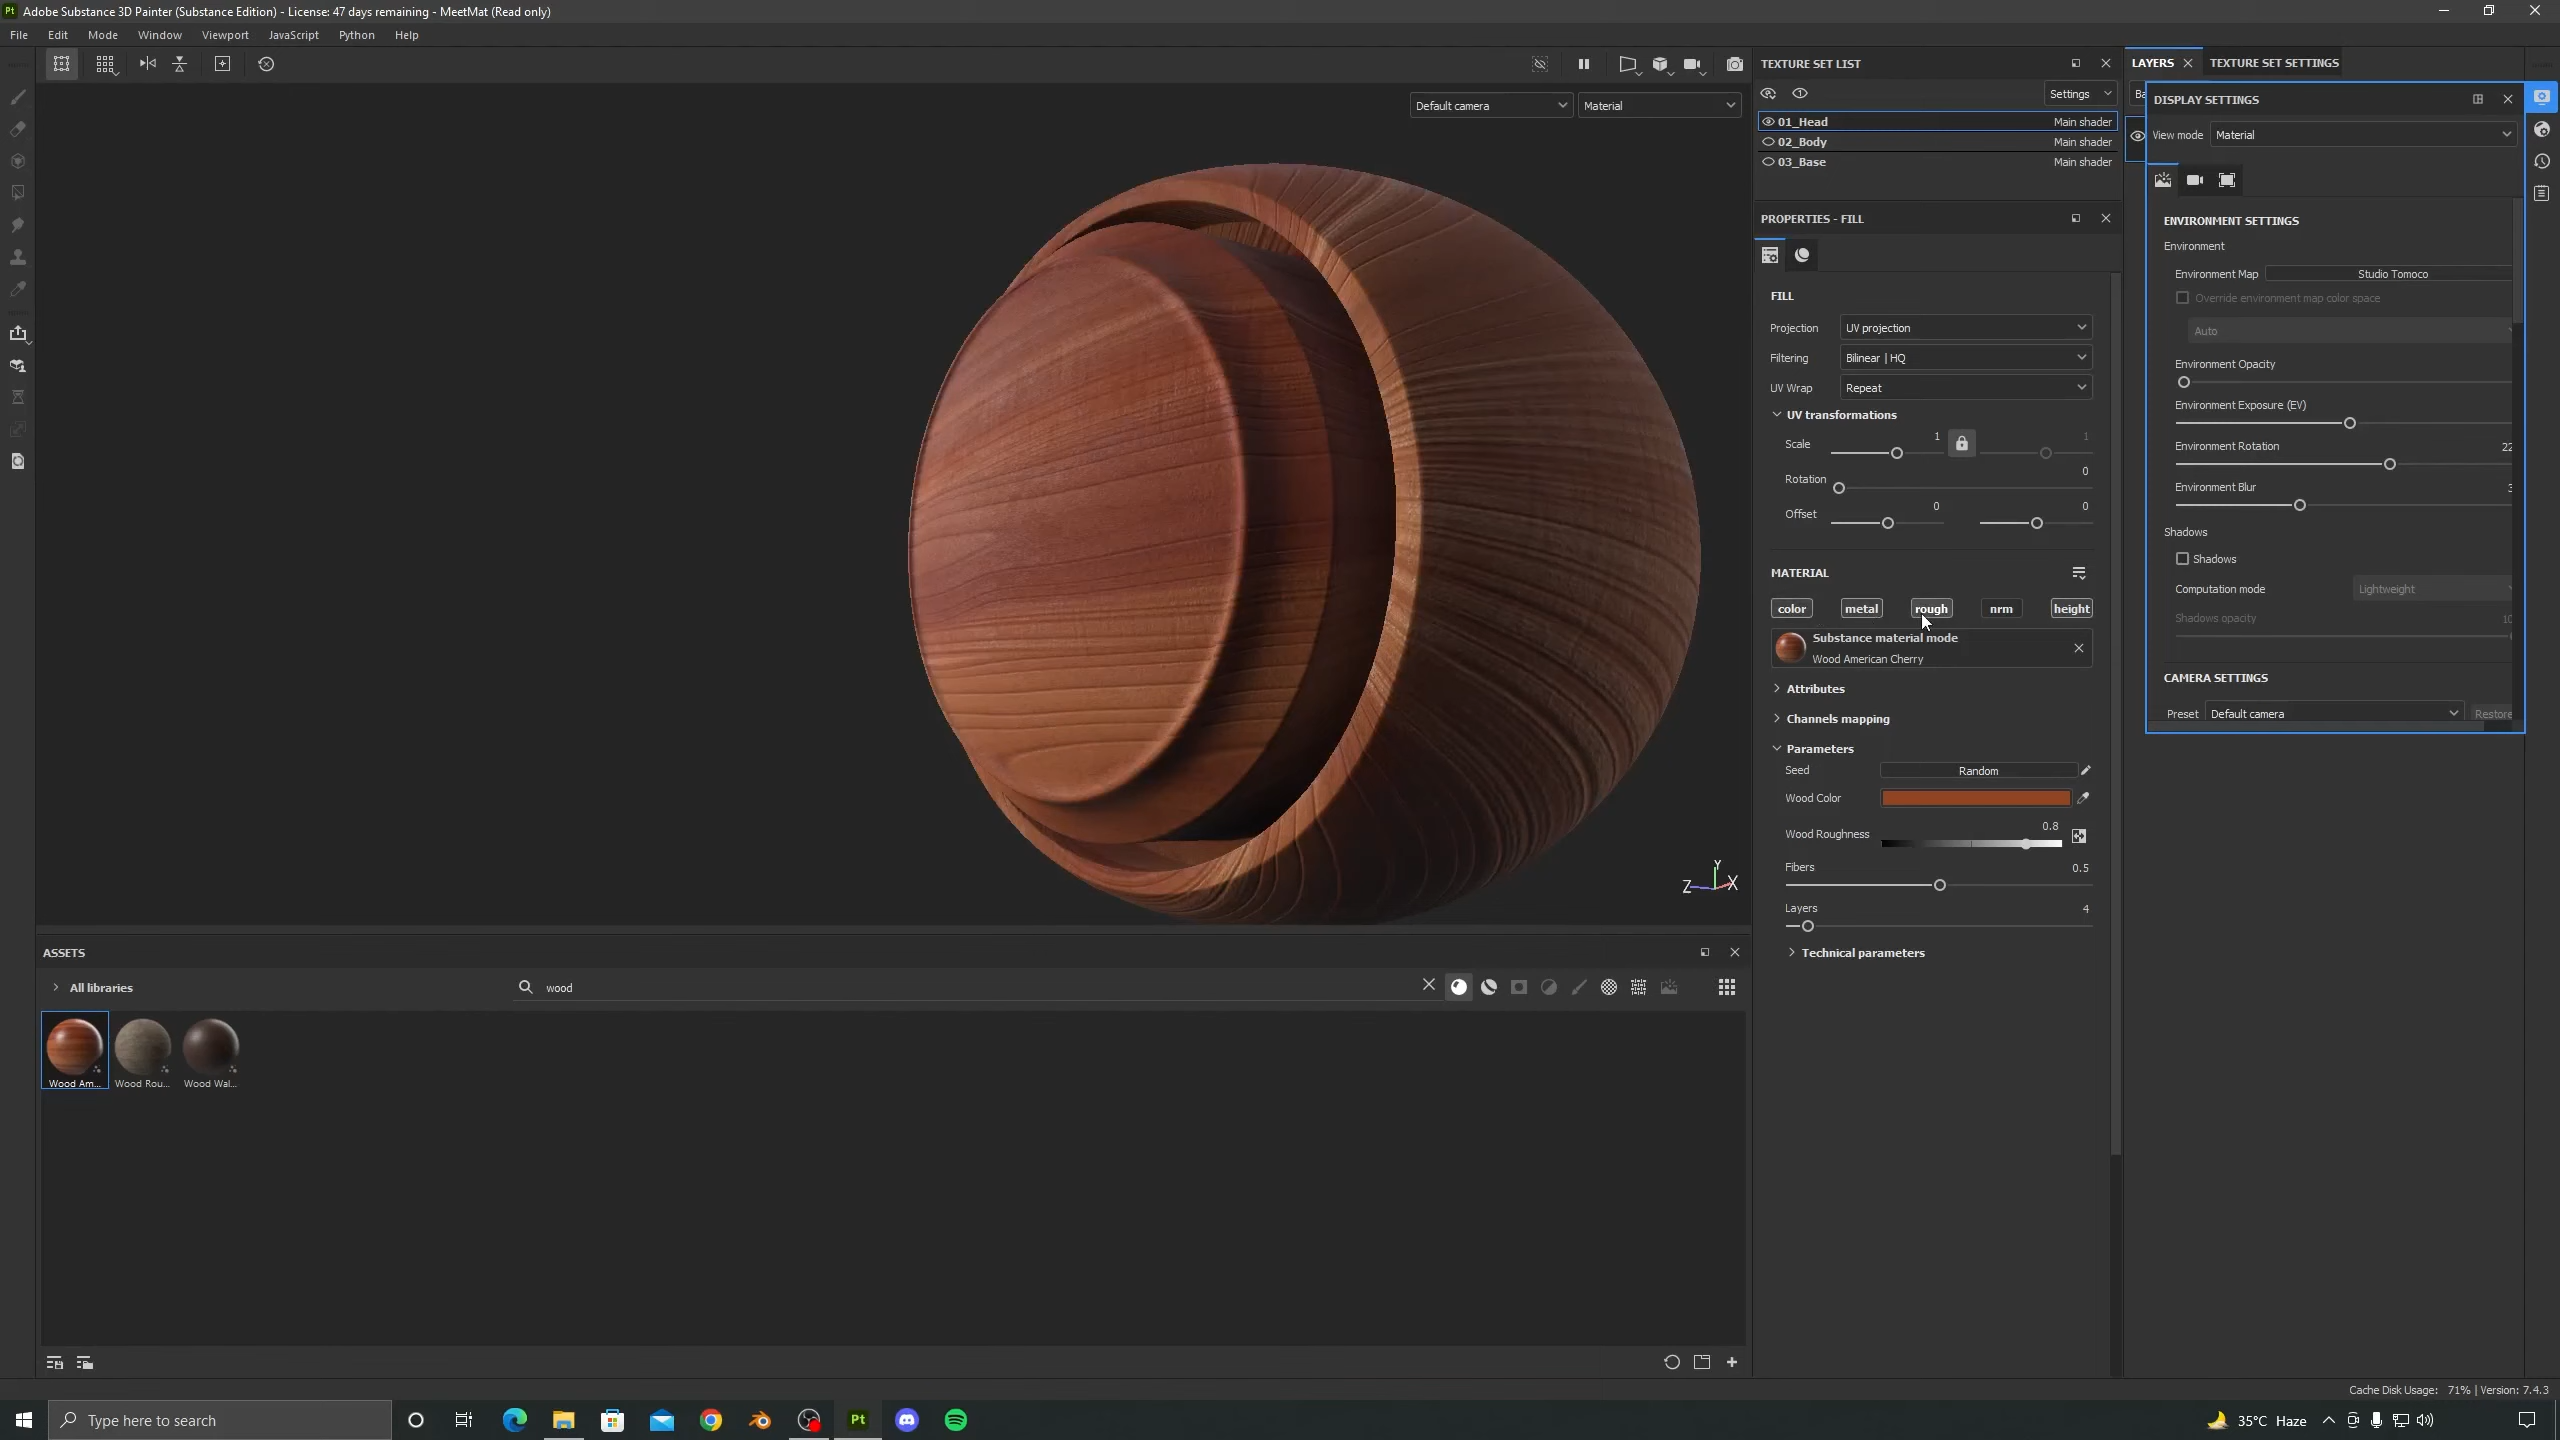 Pt Adobe Substance 3D Painter (Substance Edition) - License: 47 days remaining - MeetMat (Read only)
File Edit Mode Window Viewport JavaScript Python Help
Default camera Material
Z Y X
TEXTURE SET LIST
Settings
01_Head Main shader
02_Body Main shader
03_Base Main shader
PROPERTIES - FILL
FILL
Projection UV projection
Filtering Bilinear | HQ
UV Wrap Repeat
UV transformations
Scale 1 1
Rotation 0
Offset 0 0
MATERIAL
color metal rough nrm height
Substance material mode
Wood American Cherry
Attributes
Channels mapping
Parameters
Seed Random
Wood Color
Wood Roughness 0.8
Fibers 0.5
Layers 4
Technical parameters
LAYERS TEXTURE SET SETTINGS
Ba
DISPLAY SETTINGS
View mode Material
ENVIRONMENT SETTINGS
Environment
Environment Map Studio Tomoco
Override environment map color space
Auto
Environment Opacity
Environment Exposure (EV)
Environment Rotation 22
Environment Blur
Shadows
Shadows
Computation mode Lightweight
Shadows opacity 10
CAMERA SETTINGS
Preset Default camera Restore
ASSETS
All libraries wood
Wood Am... Wood Rou... Wood Wal...
Cache Disk Usage: 71% | Version: 7.4.3
Type here to search Pt 35°C Haze